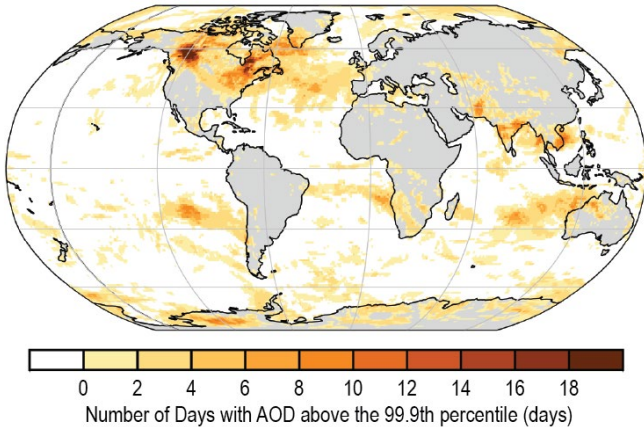 0 2 4 6 8 10 12 14 16 18
Number of Days with AOD above the 99.9th percentile (days)